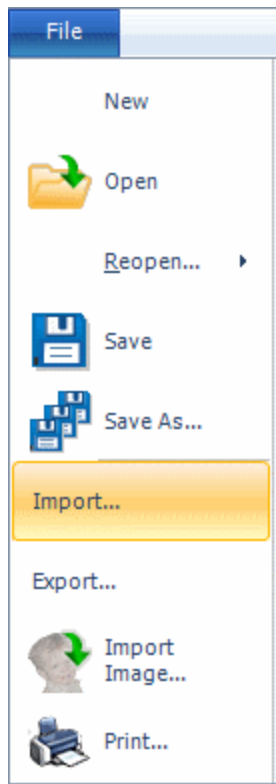 File
New
Open
Reopen...
Save
Save As...
Import...
Export...
Import
Image...
Print...